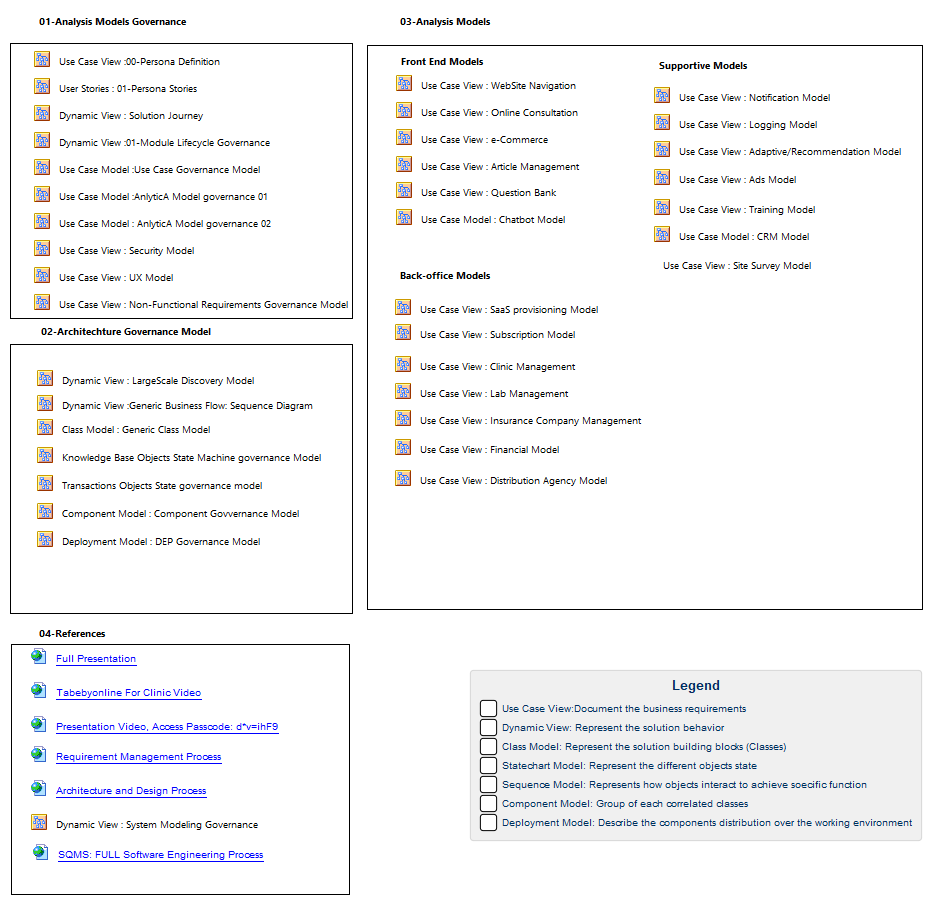 01-Analysis Models Governance
Use Case View :00-Persona Definition
User Stories : 01-Persona Stories
Dynamic View : Solution Journey
Dynamic View :01-Module Lifecycle Governance
Use Case Model :Use Case Governance Model
Use Case Model :AnlyticA Model governance 01
Use Case Model : AnlyticA Model governance 02
Use Case View : Security Model
Use Case View : UX Model
Use Case View : Non-Functional Requirements Governance Model
02-Architechture Governance Model
Dynamic View : LargeScale Discovery Model
Dynamic View :Generic Business Flow: Sequence Diagram
Class Model : Generic Class Model
Knowledge Base Objects State Machine governance Model
Transactions Objects State governance model
Component Model : Component Govvernance Model
Deployment Model : DEP Governance Model
03-Analysis Models
Front End Models
Use Case View : WebSite Navigation
Use Case View : Online Consultation
Use Case View : e-Commerce
Use Case View : Article Management
Use Case View : Question Bank
Use Case Model : Chatbot Model
Supportive Models
Use Case View : Notification Model
Use Case View : Logging Model
Use Case View : Adaptive/Recommendation Model
Use Case View : Ads Model
Use Case View : Training Model
Use Case Model : CRM Model
Use Case View : Site Survey Model
Back-office Models
Use Case View : SaaS provisioning Model
Use Case View : Subscription Model
Use Case View : Clinic Management
Use Case View : Lab Management
Use Case View : Insurance Company Management
Use Case View : Financial Model
Use Case View : Distribution Agency Model
04-References
Full Presentation
Tabebyonline For Clinic Video
Presentation Video, Access Passcode: d*v=ihF9
Requirement Management Process
Architecture and Design Process
Dynamic View : System Modeling Governance
SQMS: FULL Software Engineering Process
Legend
Use Case View:Document the business requirements
Dynamic View: Represent the solution behavior
Class Model: Represent the solution building blocks (Classes)
Statechart Model: Represent the different objects state
Sequence Model: Represents how objects interact to achieve soecific function
Component Model: Group of each correlated classes
Deployment Model: Describe the components distribution over the working environment